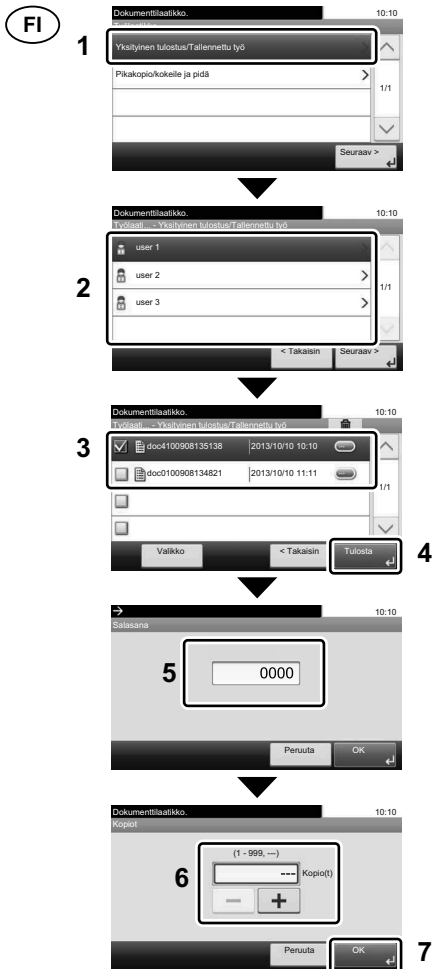 FI
Dokumenttilaatikko.
10:10
1
Yksityinen tulostus/Tallennettu työ
Pikakopio/kokeile ja pidä
1/1
Seuraav >
Dokumenttilaatikko.
10:10
Työlaati... - Yksityinen tulostus/Tallennettu työ
2
user 1
user 2
user 3
1/1
< Takaisin
Seuraav >
Dokumenttilaatikko.
10:10
Työlaati... - Yksityinen tulostus/Tallennettu työ
3
doc4100908135138
2013/10/10 10:10
doc0100908134821
2013/10/10 11:11
1/1
Valikko
< Takaisin
Tulosta
4
10:10
Salasana
5
0000
Peruuta
OK
Dokumenttilaatikko.
10:10
Kopiot
6
(1 - 999, ---)
--- Kopio(t)
Peruuta
OK
7